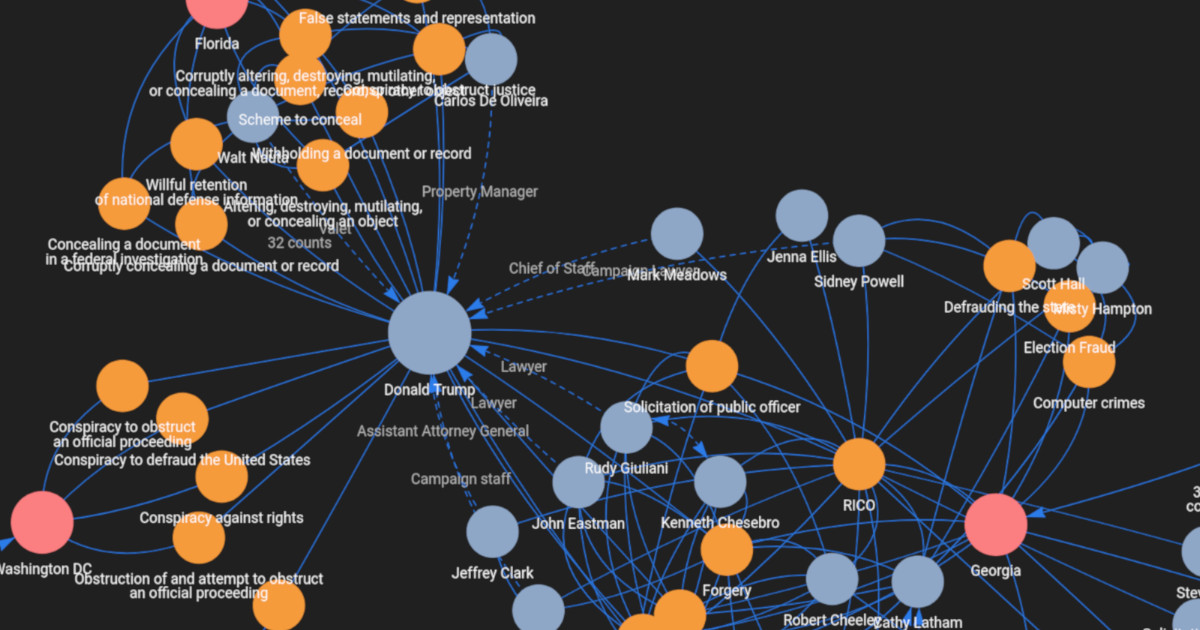 False statements and representation
Florida
Corruptly altering, destroying, mutilating,
or concealing a document, record, or other object
Conspiracy to obstruct justice
Carlos De Oliveira
Scheme to conceal
Walt Nauta
Withholding a document or record
Willful retention
of national defense information
Property Manager
Altering, destroying, mutilating,
or concealing an object
Valet
32 counts
Concealing a document
in a federal investigation
Corruptly concealing a document or record
Chief of Staff
Campaign Lawyer
Mark Meadows
Jenna Ellis
Sidney Powell
Scott Hall
Defrauding the state
Misty Hampton
Election Fraud
Computer crimes
Donald Trump
Lawyer
Lawyer
Solicitation of public officer
Conspiracy to obstruct
an official proceeding
Assistant Attorney General
Conspiracy to defraud the United States
Rudy Giuliani
Campaign staff
RICO
Conspiracy against rights
John Eastman
Kenneth Chesebro
Washington DC
Jeffrey Clark
Georgia
Obstruction of and attempt to obstruct
an official proceeding
Forgery
Robert Cheeley
Cathy Latham
3
co
Stev